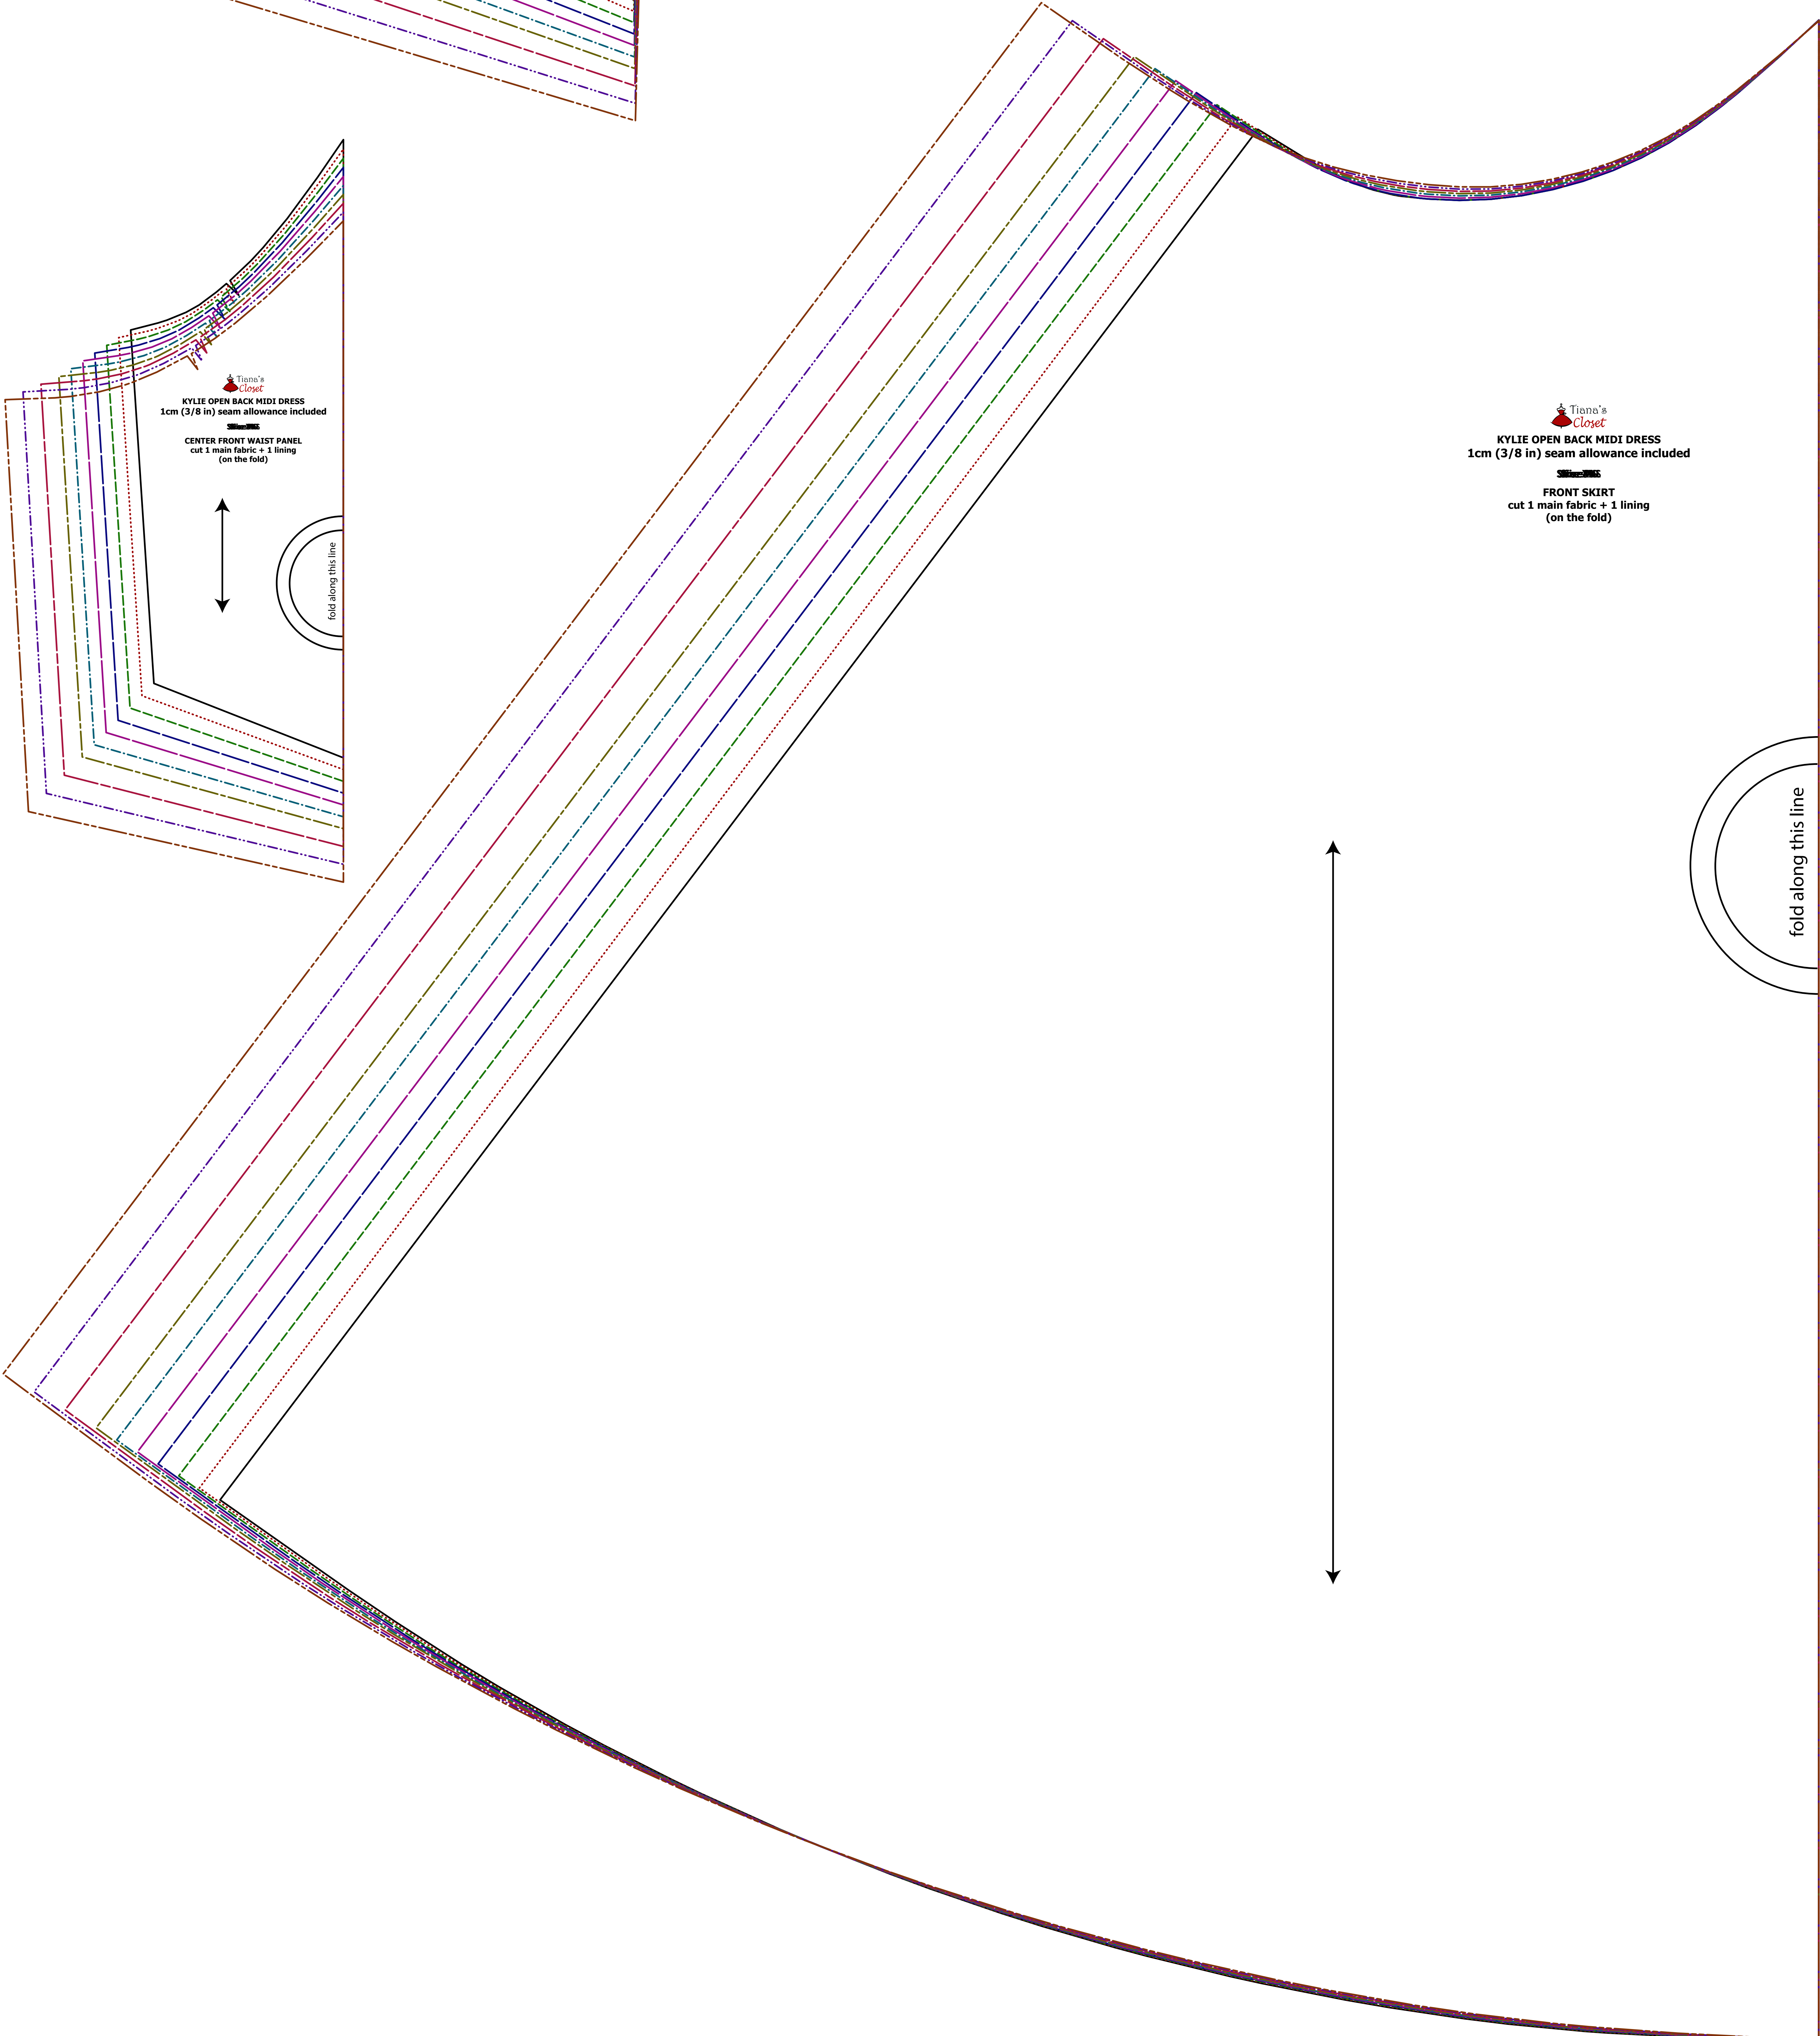 Tiana's
Closet
KYLIE OPEN BACK MIDI DRESS
1cm (3/8 in) seam allowance included
CENTER FRONT WAIST PANEL
cut 1 main fabric + 1 lining
(on the fold)
fold along this line
Tiana's
Closet
KYLIE OPEN BACK MIDI DRESS
1cm (3/8 in) seam allowance included
FRONT SKIRT
cut 1 main fabric + 1 lining
(on the fold)
fold along this line